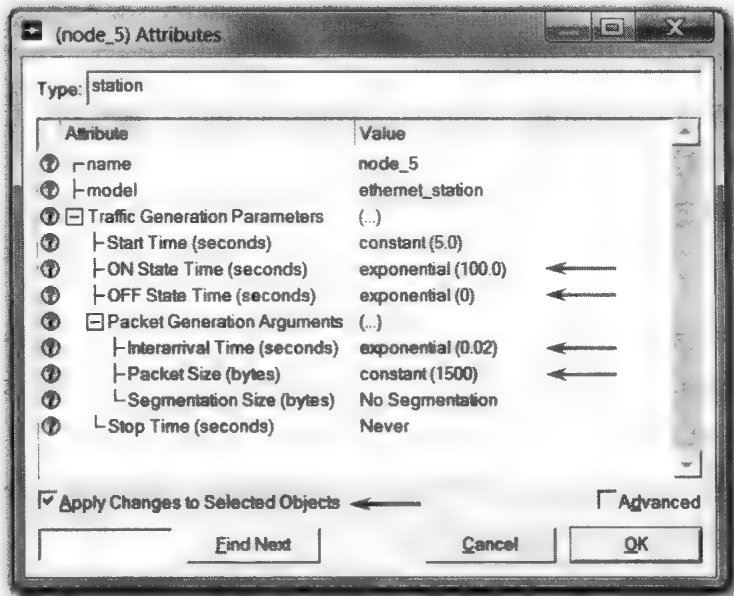 (node_5) Attributes
Type: station
Attribute Value
name node_5
model ethernet_station
Traffic Generation Parameters (...)
Start Time (seconds) constant (5.0)
ON State Time (seconds) exponential (100.0)
OFF State Time (seconds) exponential (0)
Packet Generation Arguments (...)
Interarrival Time (seconds) exponential (0.02)
Packet Size (bytes) constant (1500)
Segmentation Size (bytes) No Segmentation
Stop Time (seconds) Never
Apply Changes to Selected Objects Advanced
Find Next Cancel OK